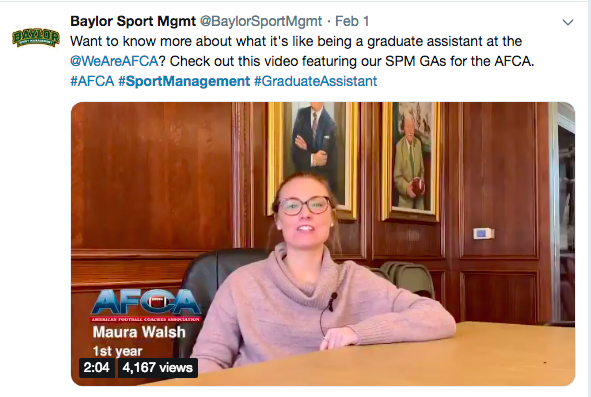 Baylor Sport Mgmt @BaylorSportMgmt · Feb 1
BAYLOR
Want to know more about what it's like being a graduate assistant at the
@WeAreAFCA? Check out this video featuring our SPM GAs for the AFCA.
#AFCA #SportManagement #GraduateAssistant
AFCA
AMERICAN FOOTBALL COACHES ASSOCIATION
Maura Walsh
1st year
2:04 4,167 views